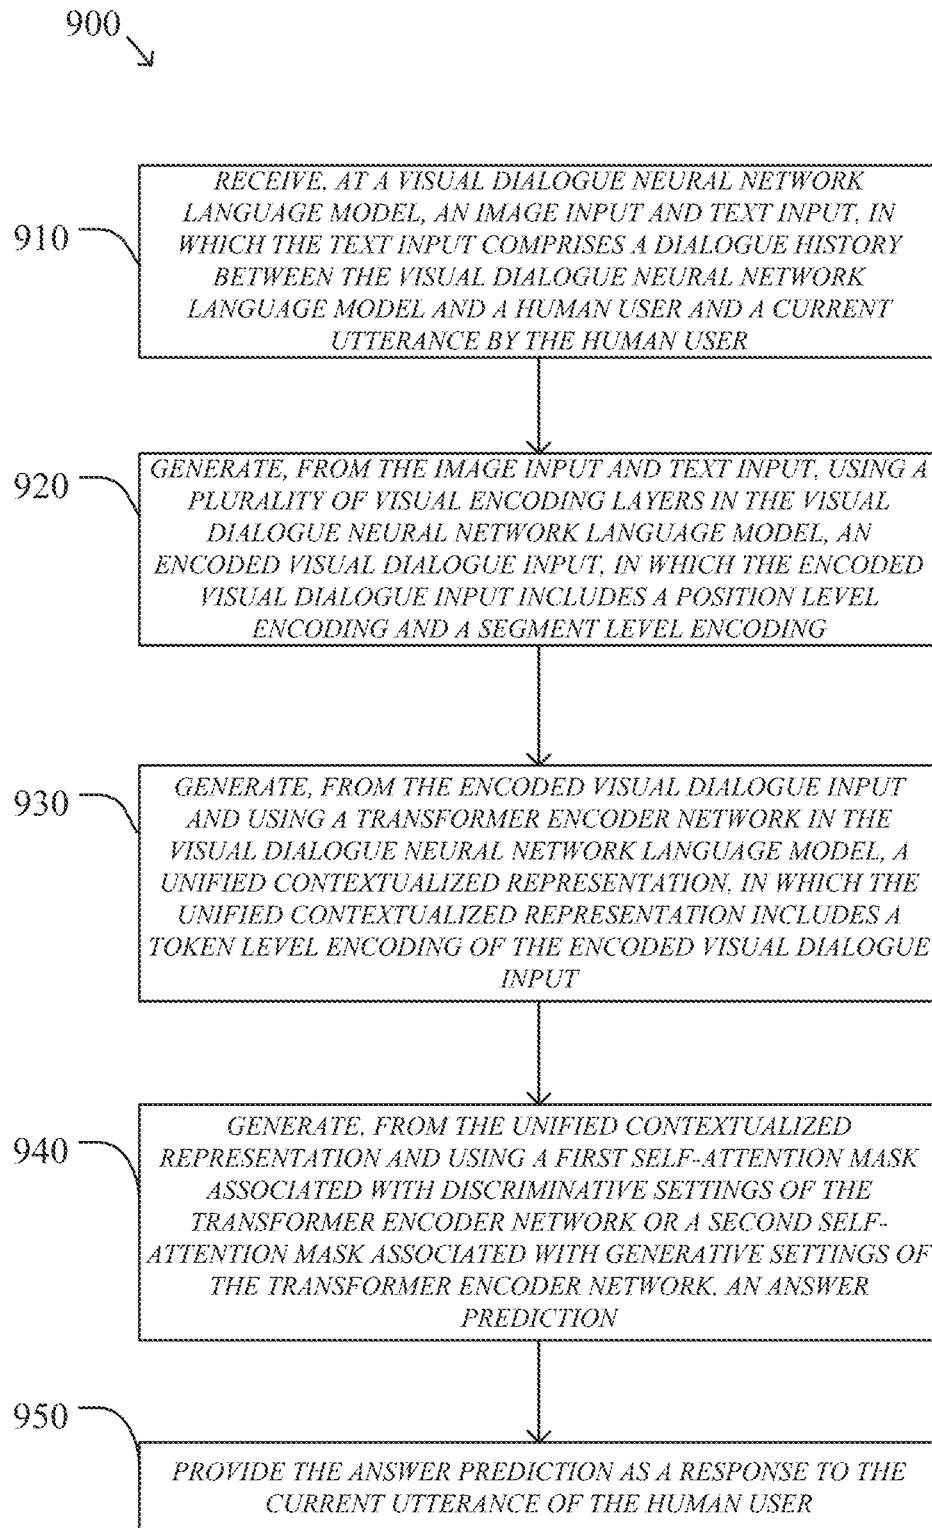 900
910
RECEIVE, AT A VISUAL DIALOGUE NEURAL NETWORK
LANGUAGE MODEL, AN IMAGE INPUT AND TEXT INPUT, IN
WHICH THE TEXT INPUT COMPRISES A DIALOGUE HISTORY
BETWEEN THE VISUAL DIALOGUE NEURAL NETWORK
LANGUAGE MODEL AND A HUMAN USER AND A CURRENT
UTTERANCE BY THE HUMAN USER
920
GENERATE, FROM THE IMAGE INPUT AND TEXT INPUT, USING A
PLURALITY OF VISUAL ENCODING LAYERS IN THE VISUAL
DIALOGUE NEURAL NETWORK LANGUAGE MODEL, AN
ENCODED VISUAL DIALOGUE INPUT, IN WHICH THE ENCODED
VISUAL DIALOGUE INPUT INCLUDES A POSITION LEVEL
ENCODING AND A SEGMENT LEVEL ENCODING
930
GENERATE, FROM THE ENCODED VISUAL DIALOGUE INPUT
AND USING A TRANSFORMER ENCODER NETWORK IN THE
VISUAL DIALOGUE NEURAL NETWORK LANGUAGE MODEL, A
UNIFIED CONTEXTUALIZED REPRESENTATION, IN WHICH THE
UNIFIED CONTEXTUALIZED REPRESENTATION INCLUDES A
TOKEN LEVEL ENCODING OF THE ENCODED VISUAL DIALOGUE
INPUT
940
GENERATE, FROM THE UNIFIED CONTEXTUALIZED
REPRESENTATION AND USING A FIRST SELF-ATTENTION MASK
ASSOCIATED WITH DISCRIMINATIVE SETTINGS OF THE
TRANSFORMER ENCODER NETWORK OR A SECOND SELF-
ATTENTION MASK ASSOCIATED WITH GENERATIVE SETTINGS OF
THE TRANSFORMER ENCODER NETWORK, AN ANSWER
PREDICTION
950
PROVIDE THE ANSWER PREDICTION AS A RESPONSE TO THE
CURRENT UTTERANCE OF THE HUMAN USER